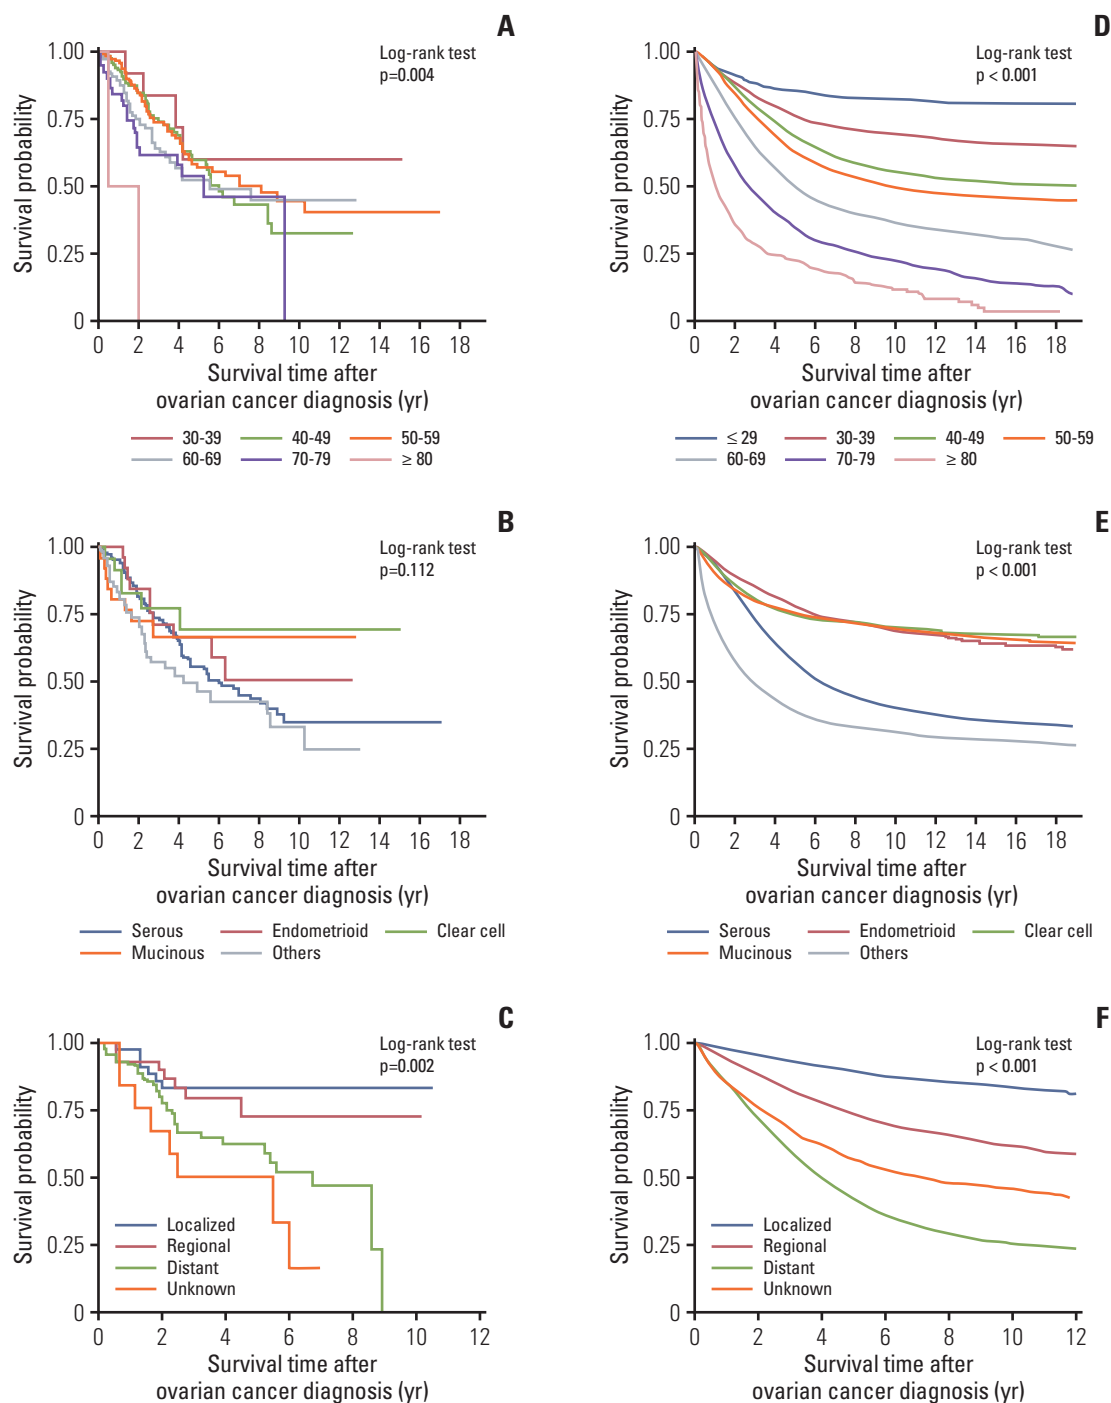 A
Log-rank test
p=0.004
Survival probability
1.00
0.75
0.50
0.25
0
0 2 4 6 8 10 12 14 16 18
Survival time after
ovarian cancer diagnosis (yr)
30-39 40-49 50-59
60-69 70-79 ≥ 80
D
Log-rank test
p < 0.001
Survival probability
1.00
0.75
0.50
0.25
0
0 2 4 6 8 10 12 14 16 18
Survival time after
ovarian cancer diagnosis (yr)
≤ 29 30-39 40-49 50-59
60-69 70-79 ≥ 80
B
Log-rank test
p=0.112
Survival probability
1.00
0.75
0.50
0.25
0
0 2 4 6 8 10 12 14 16 18
Survival time after
ovarian cancer diagnosis (yr)
Serous Endometrioid Clear cell
Mucinous Others
E
Log-rank test
p < 0.001
Survival probability
1.00
0.75
0.50
0.25
0
0 2 4 6 8 10 12 14 16 18
Survival time after
ovarian cancer diagnosis (yr)
Serous Endometrioid Clear cell
Mucinous Others
C
Log-rank test
p=0.002
Survival probability
1.00
0.75
0.50
0.25
0
Localized
Regional
Distant
Unknown
0 2 4 6 8 10 12
Survival time after
ovarian cancer diagnosis (yr)
F
Log-rank test
p < 0.001
Survival probability
1.00
0.75
0.50
0.25
0
Localized
Regional
Distant
Unknown
0 2 4 6 8 10 12
Survival time after
ovarian cancer diagnosis (yr)